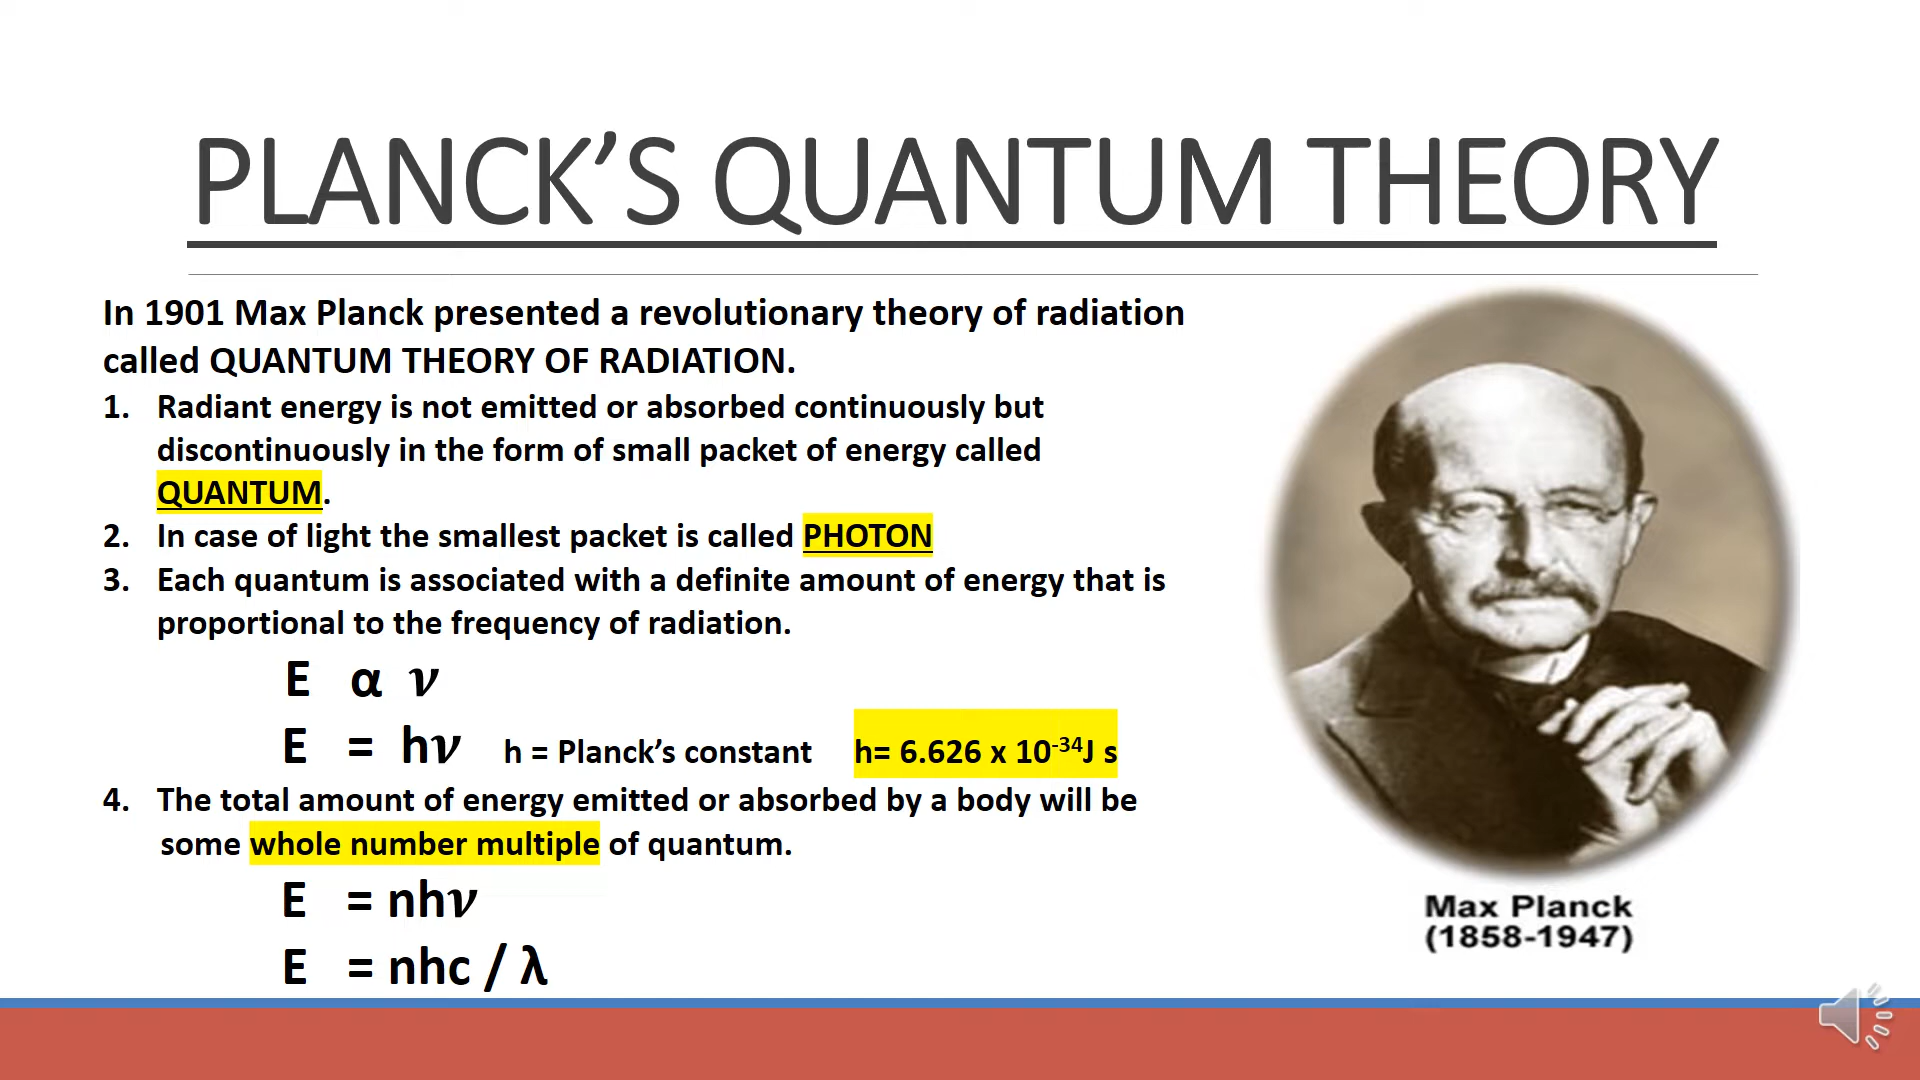 PLANCK’S QUANTUM THEORY
In 1901 Max Planck presented a revolutionary theory of radiation
called QUANTUM THEORY OF RADIATION.
1. Radiant energy is not emitted or absorbed continuously but
discontinuously in the form of small packet of energy called
QUANTUM.
2. In case of light the smallest packet is called PHOTON
3. Each quantum is associated with a definite amount of energy that is
proportional to the frequency of radiation.
E α ν
E = hν h = Planck’s constant h= 6.626 x 10⁻³⁴J s
4. The total amount of energy emitted or absorbed by a body will be
some whole number multiple of quantum.
E = nhν
E = nhc / λ
Max Planck
(1858-1947)